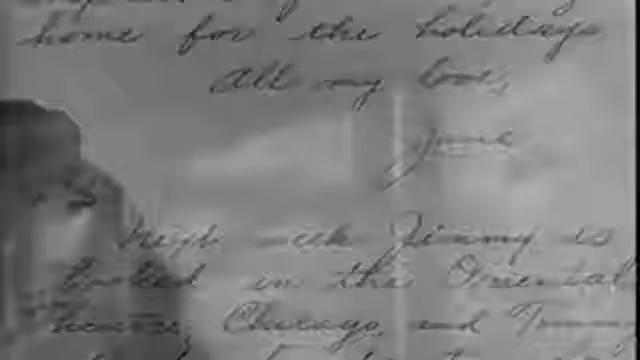 home for the holidays
All my love,
Jane
P.S.
Next week Jimmy is
booked in the Oriental
Theater, Chicago, and Tommy